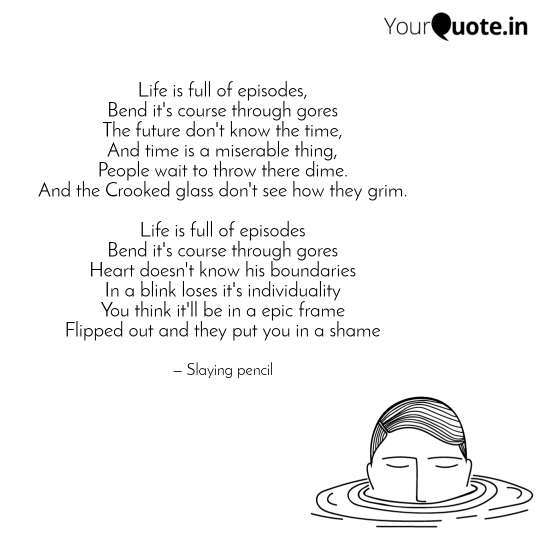 YourQuote.in
Life is full of episodes,
Bend it's course through gores
The future don't know the time,
And time is a miserable thing,
People wait to throw there dime.
And the Crooked glass don't see how they grim.
Life is full of episodes
Bend it's course through gores
Heart doesn't know his boundaries
In a blink loses it's individuality
You think it'll be in a epic frame
Flipped out and they put you in a shame
– Slaying pencil